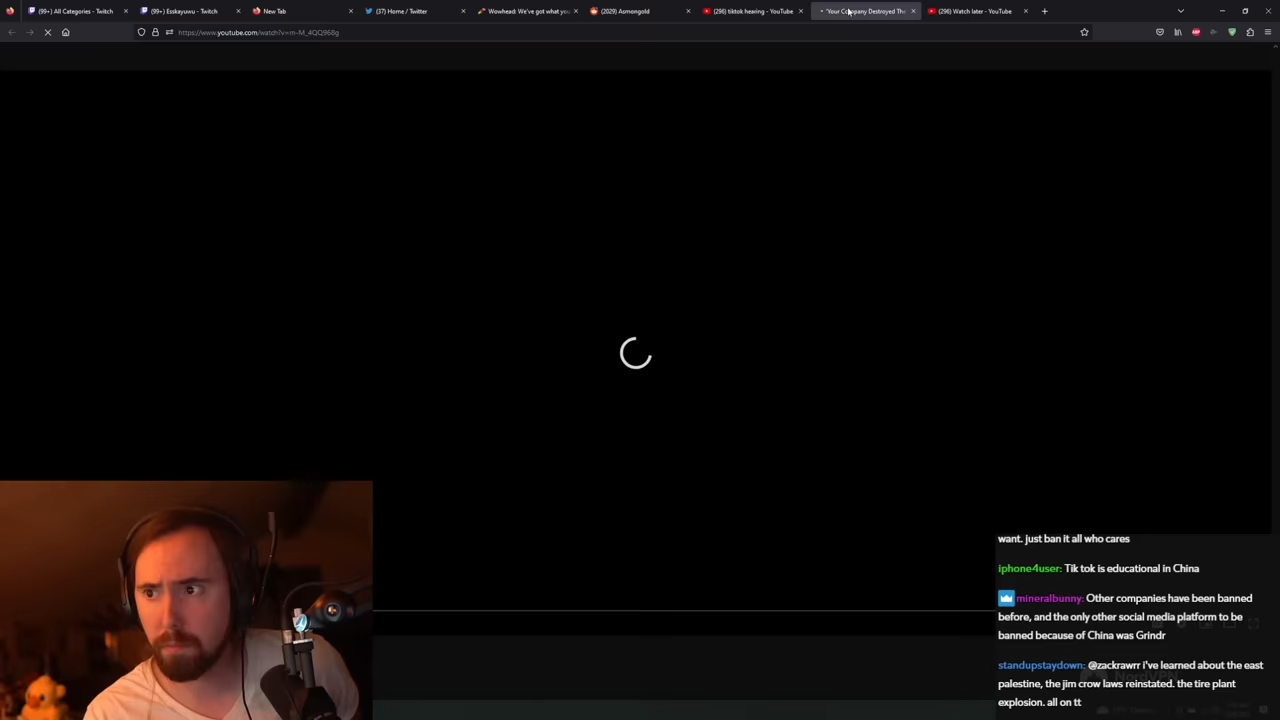 (99+) All Categories - Twitch
(99+) Esskayuwu - Twitch
New Tab
(37) Home / Twitter
Wowhead: We've got what you
(2029) Asmongold
(296) tiktok hearing - YouTube
Your Company Destroyed The
(296) Watch later - YouTube
https://www.youtube.com/watch?v=m-M_4QQ968g
want. just ban it all who cares
iphone4user: Tik tok is educational in China
mineralbunny: Other companies have been banned
before, and the only other social media platform to be
banned because of China was Grindr
standupstaydown: @zackrawrr i've learned about the east
palestine, the jim crow laws reinstated. the tire plant
explosion. all on tt
NordVPN